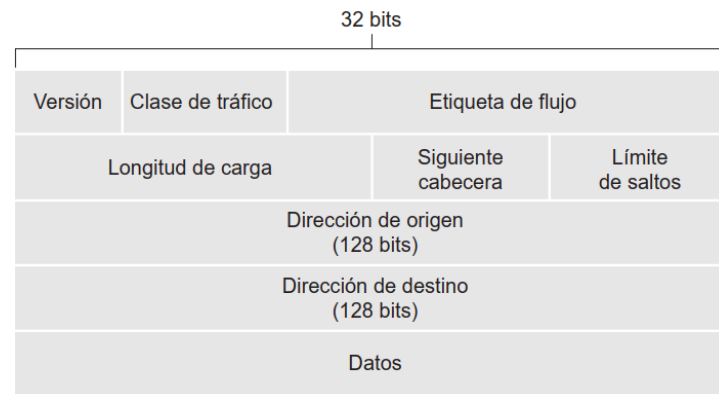 32 bits
Versión
Clase de tráfico
Etiqueta de flujo
Longitud de carga
Siguiente
cabecera
Límite
de saltos
Dirección de origen
(128 bits)
Dirección de destino
(128 bits)
Datos